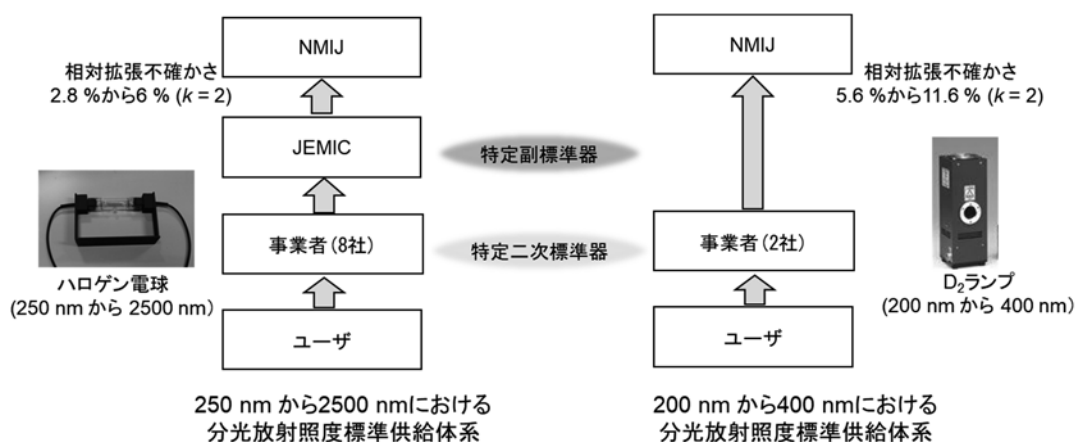 NMIJ
相対拡張不確かさ
2.8 %から6 % (k = 2)
JEMIC
事業者(8社)
ユーザ
ハロゲン電球
(250 nm から 2500 nm)
250 nm から2500 nmにおける
分光放射照度標準供給体系
特定副標準器
特定二次標準器
NMIJ
相対拡張不確かさ
5.6 %から11.6 % (k = 2)
事業者(2社)
ユーザ
D₂ランプ
(200 nm から 400 nm)
200 nm から400 nmにおける
分光放射照度標準供給体系